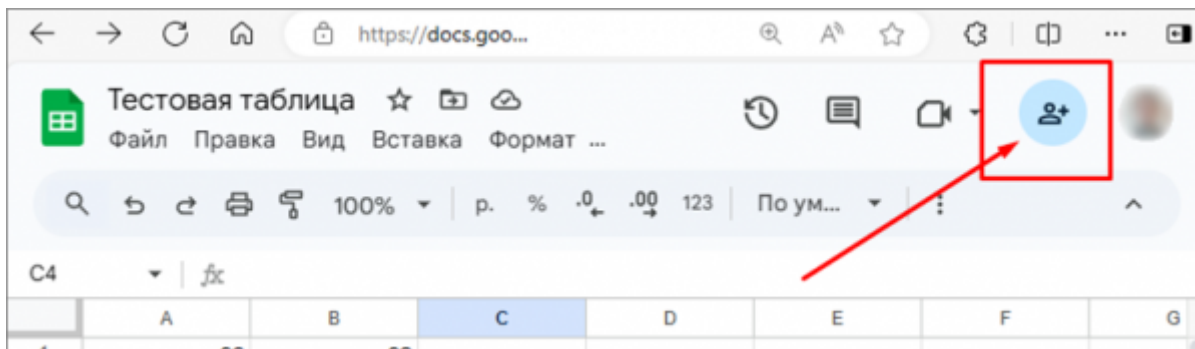 https://docs.goo...
Тестовая таблица
Файл Правка Вид Вставка Формат ...
100% р. % .0 .00 123 По ум...
C4 fx
A B C D E F G